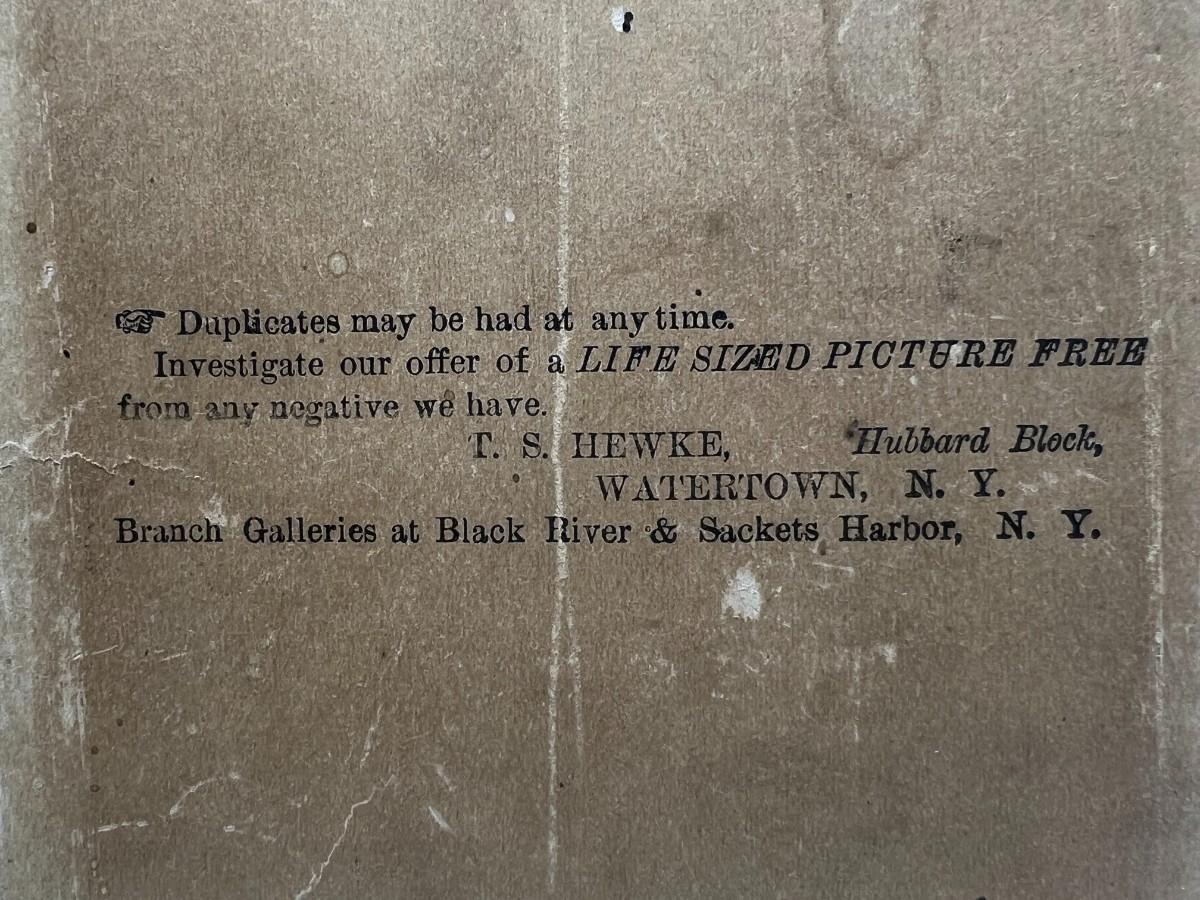 ☞ Duplicates may be had at any time.
Investigate our offer of a LIFE SIZED PICTURE FREE
from any negative we have.
T. S. HEWKE, Hubbard Block,
WATERTOWN, N. Y.
Branch Galleries at Black River & Sackets Harbor, N. Y.